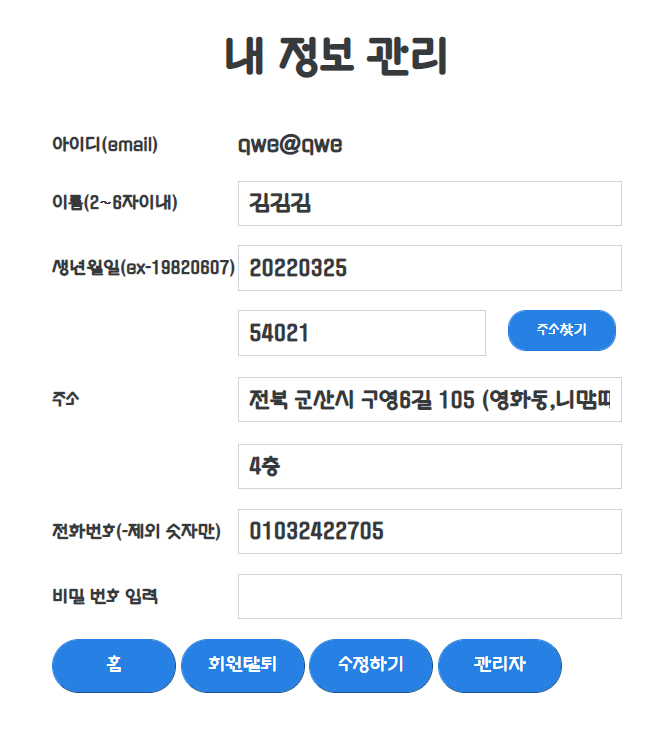 내 정보 관리
아이디(email) qwe@qwe
이름(2~6자이내) 김김김
생년월일(ex-19820607) 20220325
54021 주소찾기
주소 전북 군산시 구영6길 105 (영화동,니맘때
4층
전화번호(-제외 숫자만) 01032422705
비밀 번호 입력
홈 회원탈퇴 수정하기 관리자